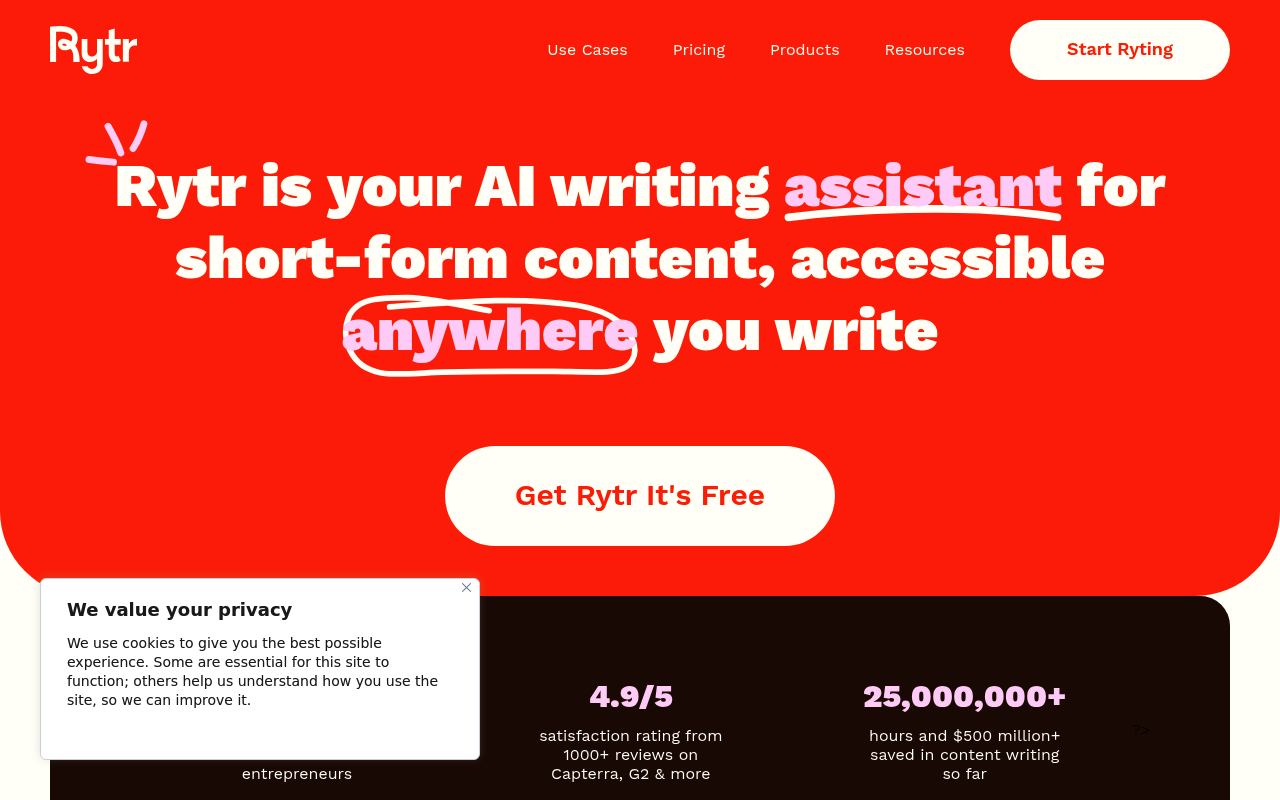 Rytr
Use Cases
Pricing
Products
Resources
Start Ryting
Rytr is your AI writing assistant for
short-form content, accessible
anywhere you write
Get Rytr It's Free
We value your privacy
We use cookies to give you the best possible
experience. Some are essential for this site to
function; others help us understand how you use the
site, so we can improve it.
entrepreneurs
4.9/5
satisfaction rating from
1000+ reviews on
Capterra, G2 & more
25,000,000+
hours and $500 million+
saved in content writing
so far
?>